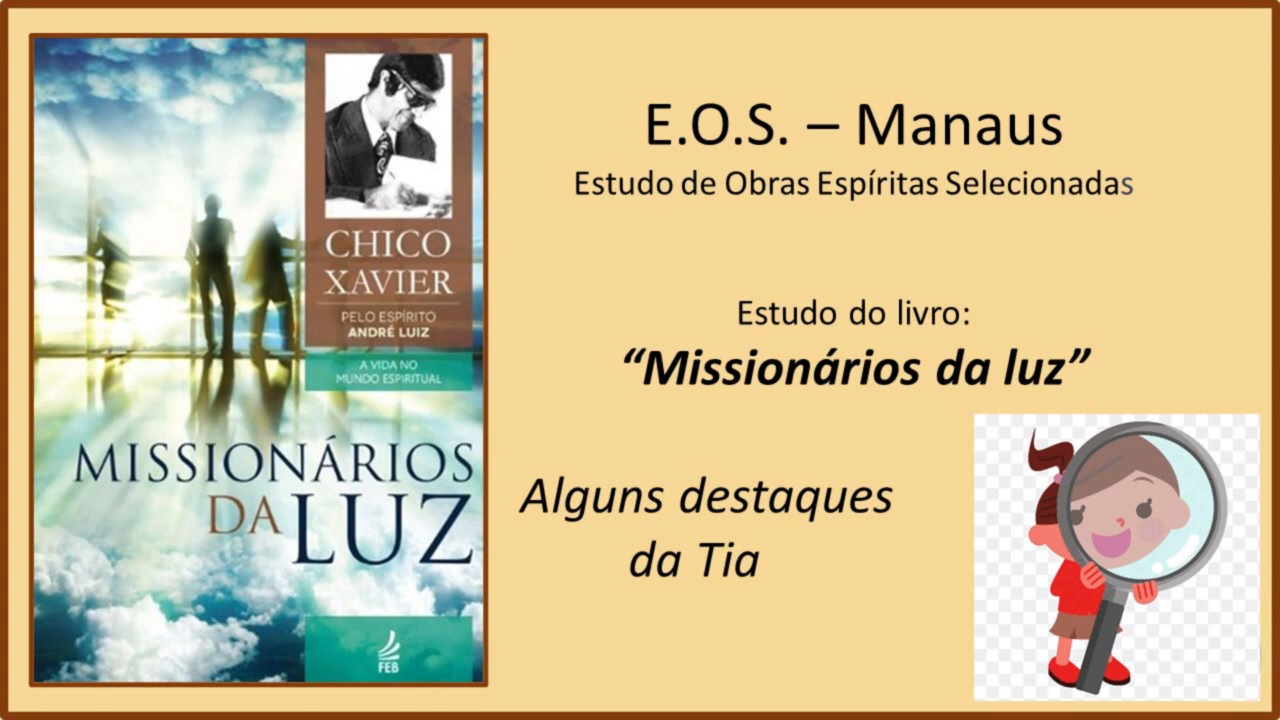 CHICO
XAVIER
PELO ESPÍRITO
ANDRÉ LUIZ
A VIDA NO
MUNDO ESPIRITUAL
MISSIONÁRIOS
DA LUZ
FEB
E.O.S. – Manaus
Estudo de Obras Espíritas Selecionadas
Estudo do livro:
“Missionários da luz”
Alguns destaques
da Tia